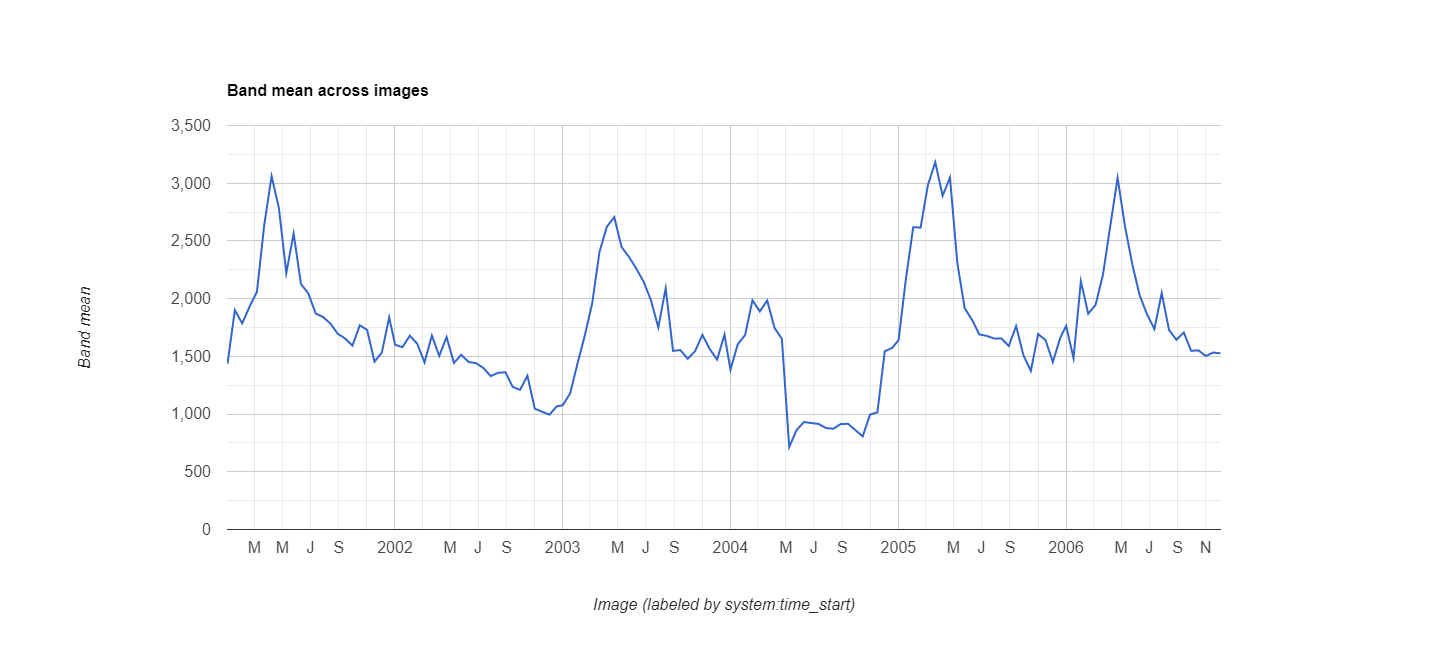 Band mean across images
3,500
3,000
2,500
2,000
1,500
1,000
500
0
Band mean
M M J S 2002 M J S 2003 M J S 2004 M J S 2005 M J S 2006 M J S N
Image (labeled by system:time_start)